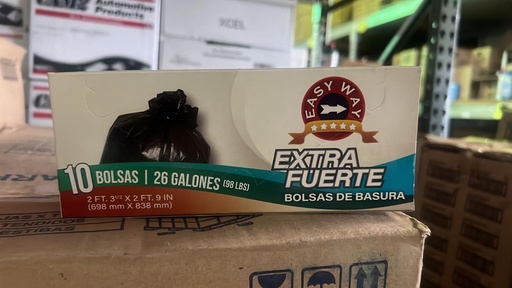 Automotive
Products
EASY WAY
EXTRA
FUERTE
BOLSAS DE BASURA
10 BOLSAS | 26 GALONES (98 LBS)
2 FT. 3 1/2 X 2 FT. 9 IN
(698 mm X 838 mm)